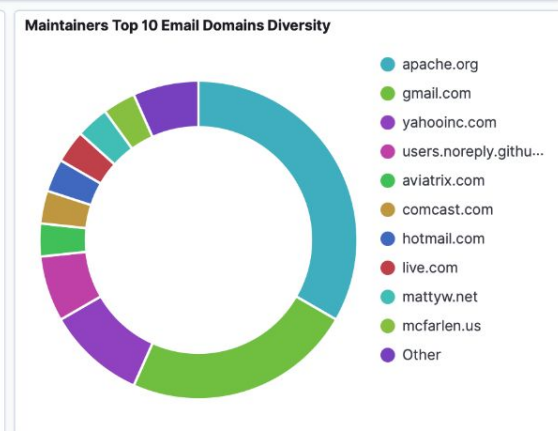 Maintainers Top 10 Email Domains Diversity
apache.org
gmail.com
yahooinc.com
users.noreply.githu...
aviatrix.com
comcast.com
hotmail.com
live.com
mattyw.net
mcfarlen.us
Other